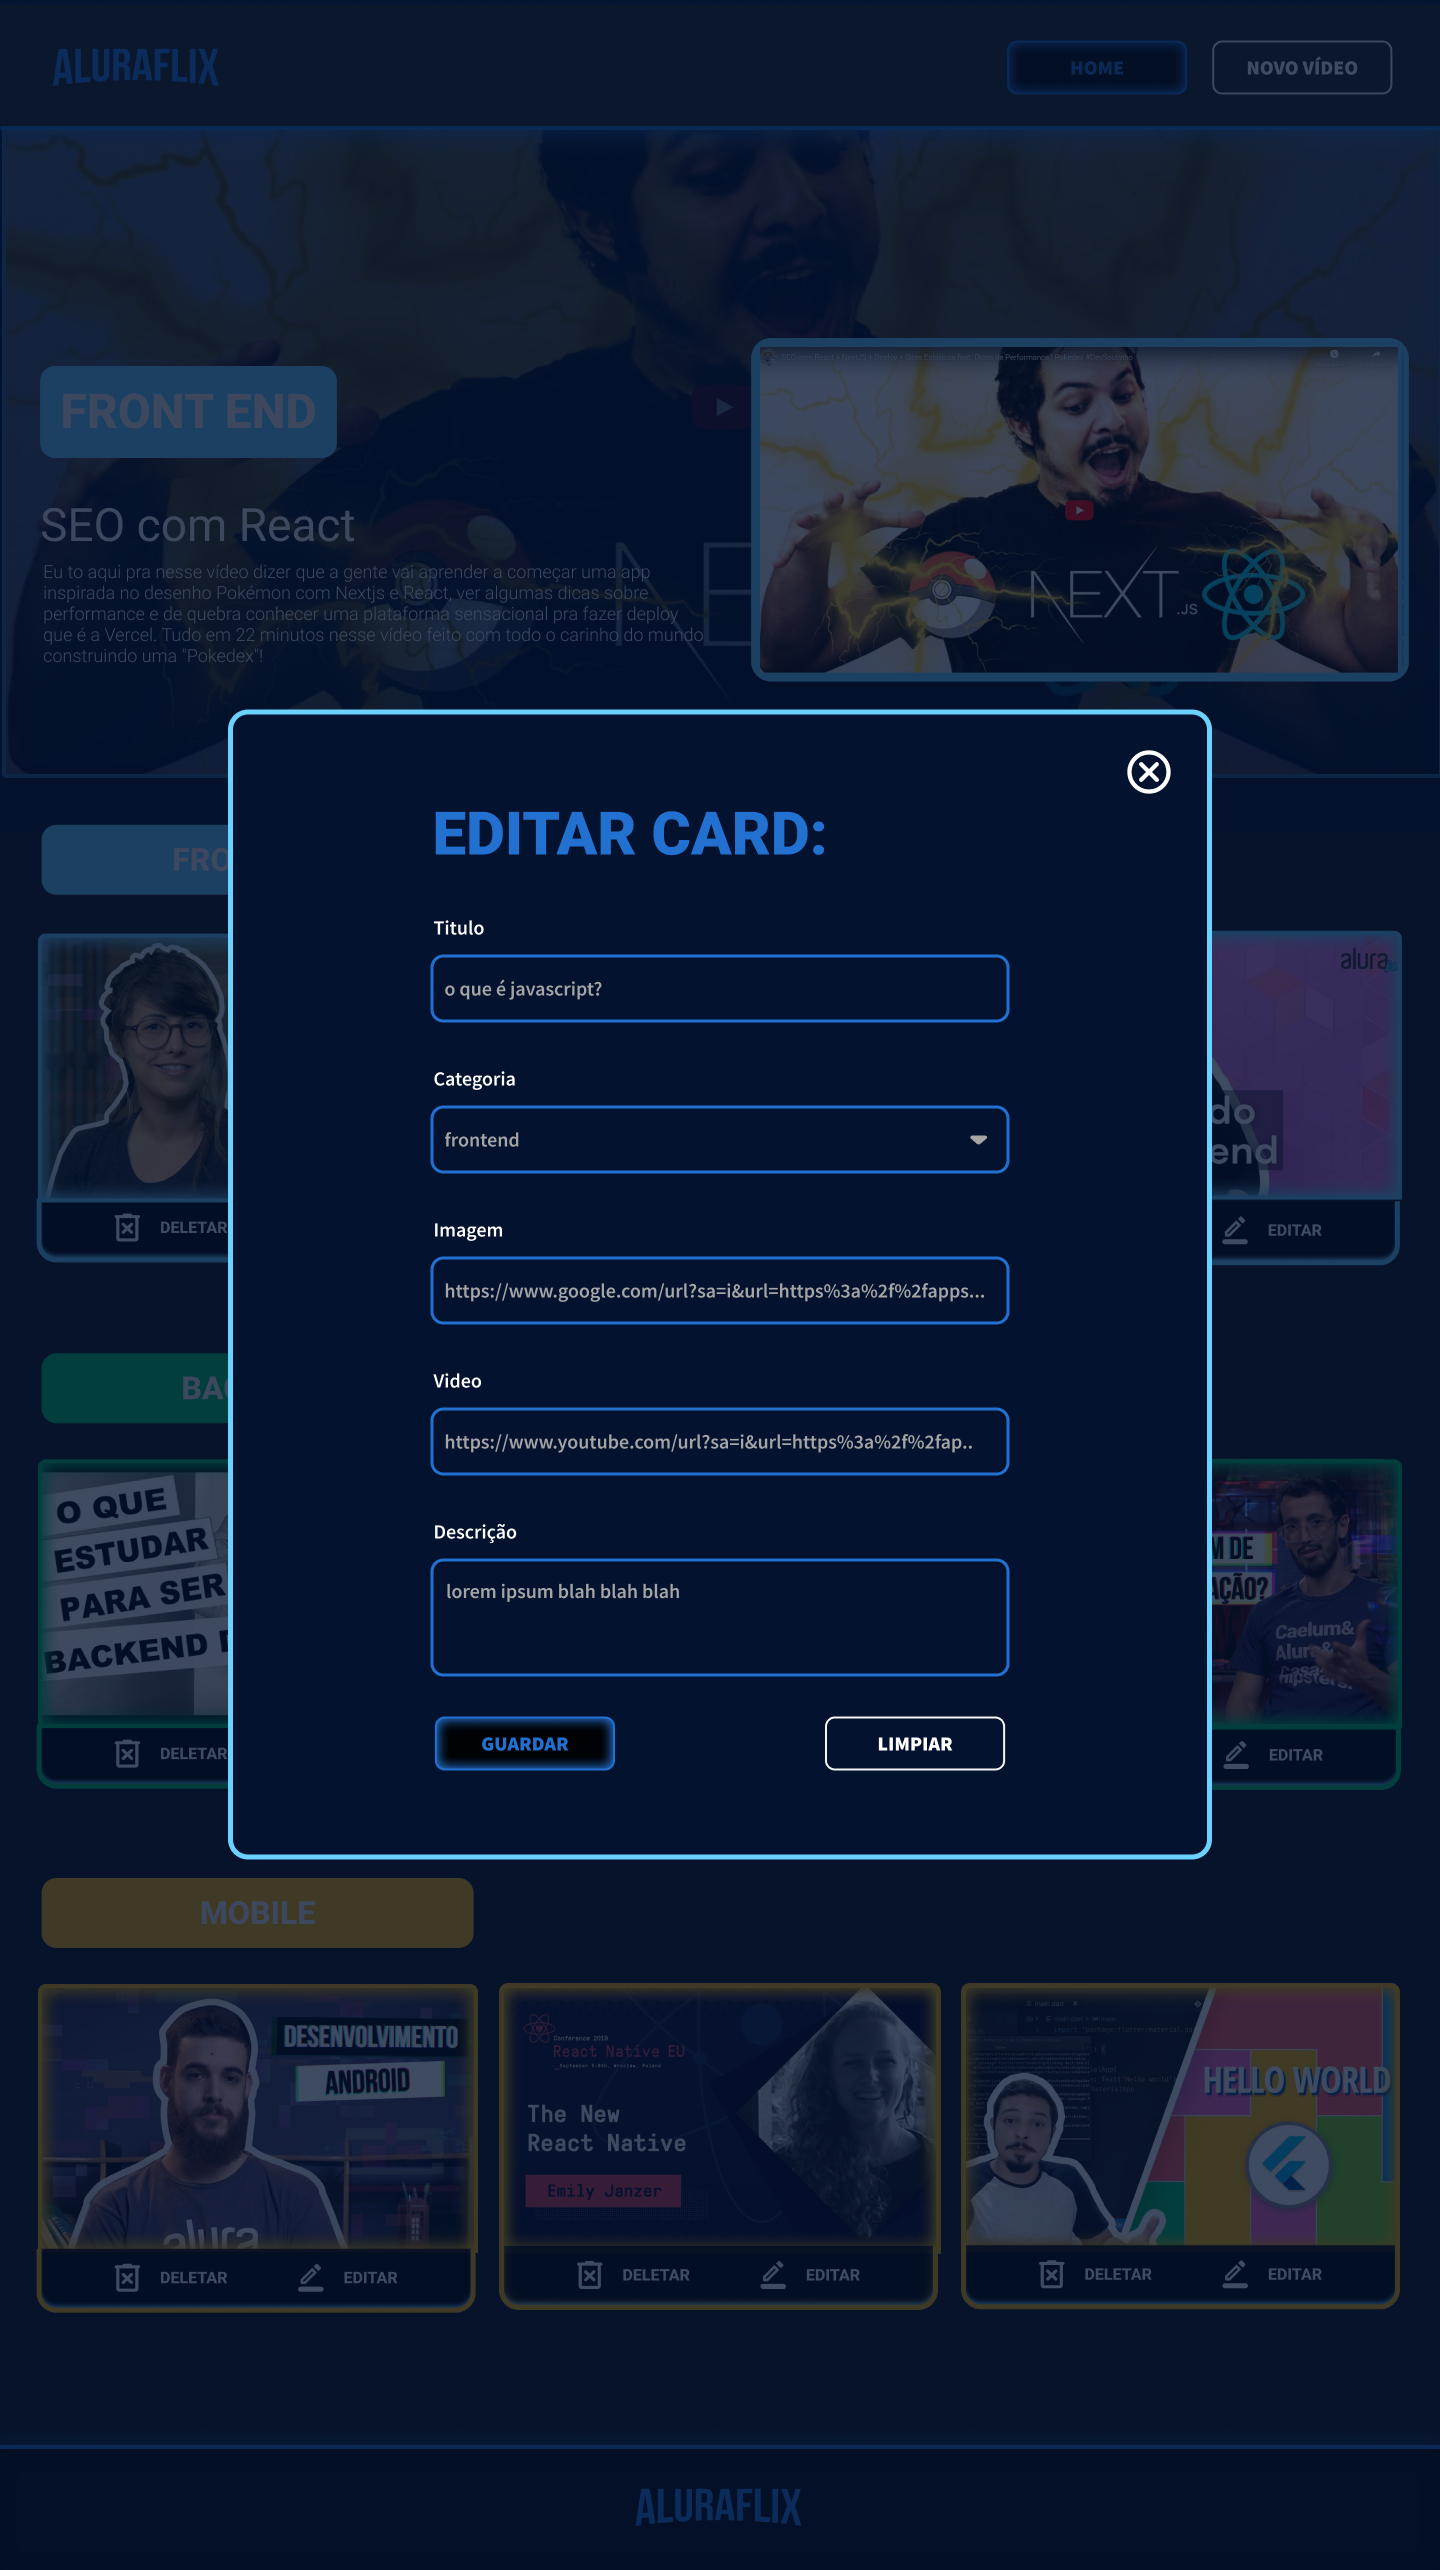 ALURAFLIX
HOME
NOVO VÍDEO
FRONT END
SEO com React
Eu to aqui pra nesse vídeo dizer que a gente vai aprender a começar uma app
inspirada no desenho Pokémon com Nextjs e React, ver algumas dicas sobre
performance e de quebra conhecer uma plataforma sensacional pra fazer deploy
que é a Vercel. Tudo em 22 minutos nesse vídeo feito com todo o carinho do mundo
construindo uma "Pokedex"!
NE
NEXT.JS
EDITAR CARD:
Titulo
o que é javascript?
Categoria
frontend
Imagem
https://www.google.com/url?sa=i&url=https%3a%2f%2fapps...
Video
https://www.youtube.com/url?sa=i&url=https%3a%2f%2fap..
Descrição
lorem ipsum blah blah blah
GUARDAR
LIMPIAR
FRO
alura
do
end
DELETAR
EDITAR
BAC
O QUE
ESTUDAR
PARA SER
BACKEND
M DE
AÇÃO?
Caelum&
Alura&
Casa
hipsters.
DELETAR
EDITAR
MOBILE
DESENVOLVIMENTO
ANDROID
alura
Conference 2019
React Native EU
The New
React Native
Emily Janzer
HELLO WORLD
DELETAR
EDITAR
DELETAR
EDITAR
DELETAR
EDITAR
ALURAFLIX